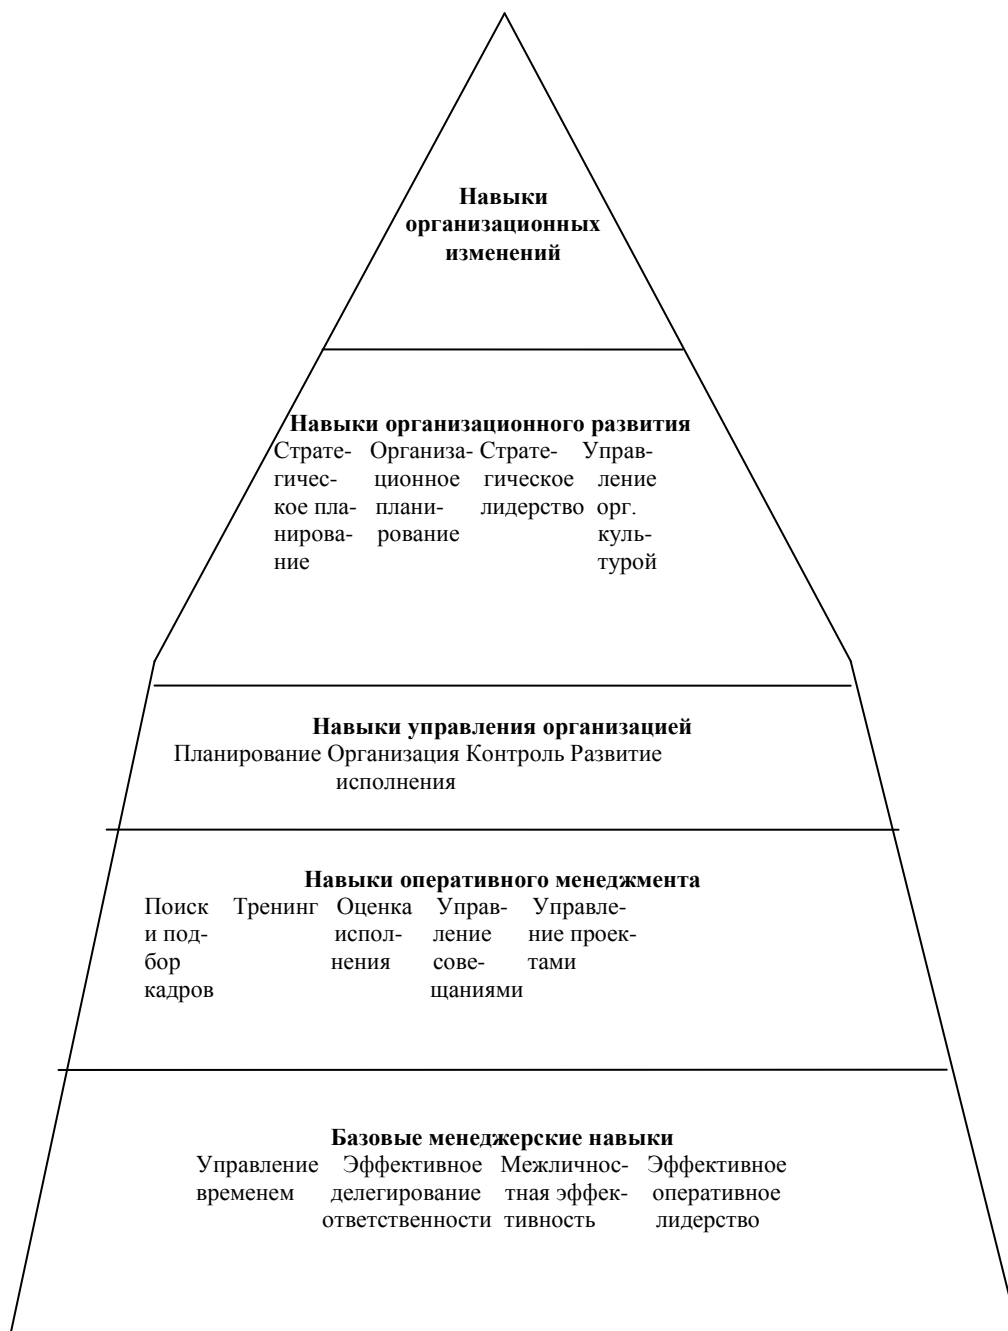 Навыки
организационных
изменений
Навыки организационного развития
Страте- Организа- Страте- Управ-
гичес- ционное гическое ление
кое пла- плани- лидерство орг.
нирова- рование куль-
ние турой
Навыки управления организацией
Планирование Организация Контроль Развитие
исполнения
Навыки оперативного менеджмента
Поиск Тренинг Оценка Управ- Управле-
и под- испол- ление ние проек-
бор нения сове- тами
кадров щаниями
Базовые менеджерские навыки
Управление Эффективное Межличнос- Эффективное
временем делегирование тная эффек- оперативное
ответственности тивность лидерство